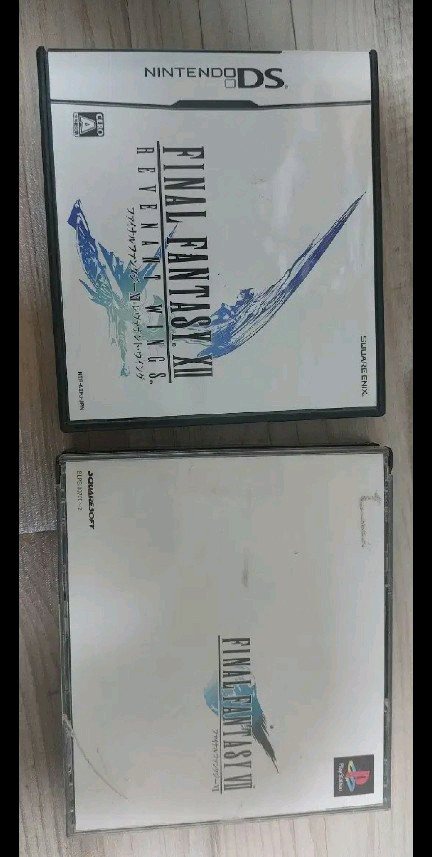 NINTENDO DS
CERO
A
FINAL FANTASY XII
REVENANT WINGS
ファイナルファンタジーXII レヴァナント・ウイング
SQUARE ENIX
SQUARESOFT
FINAL FANTASY VII
ファイナルファンタジーVII
PlayStation